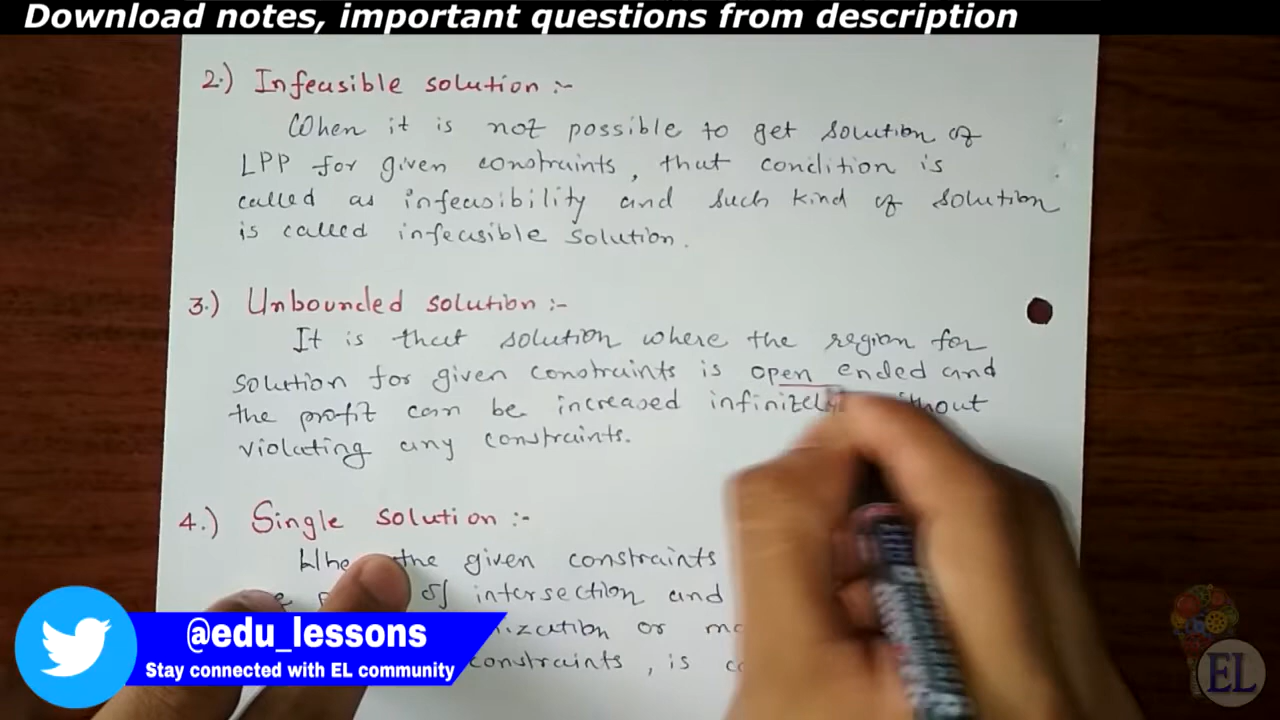 Download notes, important questions from description
2.) Infeasible solution :-
When it is not possible to get solution of
LPP for given constraints, that condition is
called as infeasibility and such kind of solution
is called infeasible solution.
3.) Unbounded solution :-
It is that solution where the region for
solution for given constraints is open ended and
the profit can be increased infinitely without
violating any constraints.
4.) Single solution :-
the given constraints
of intersection and
or
constraints, is
@edu_lessons
Stay connected with EL community
EL